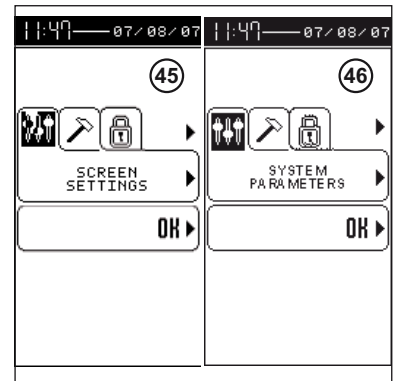 11:47 07/08/07
45
SCREEN
SETTINGS
OK
11:47 07/08/07
46
SYSTEM
PARAMETERS
OK